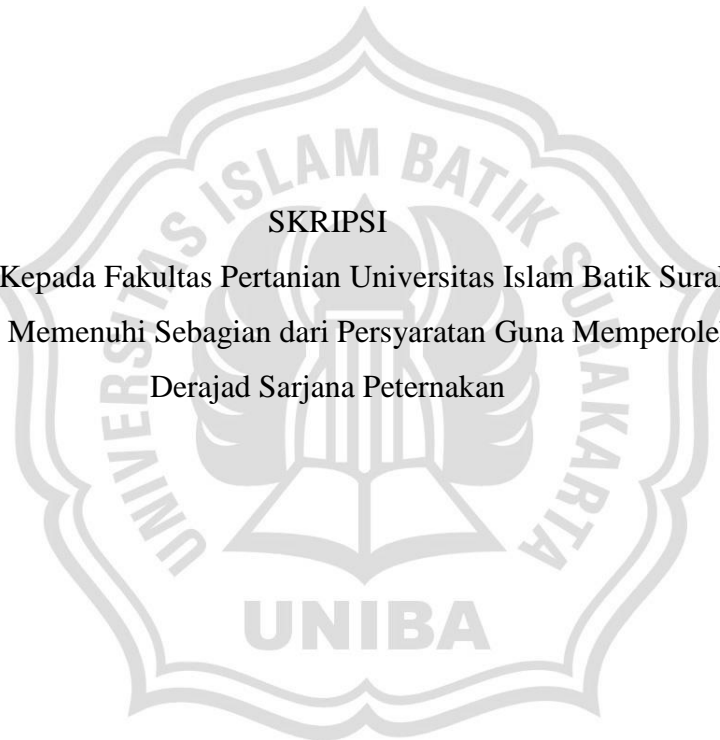 UNIVERSITAS ISLAM BATIK SURAKARTA
SKRIPSI
Kepada Fakultas Pertanian Universitas Islam Batik
Memenuhi Sebagian dari Persyaratan Guna
Derajad Sarjana Peternakan
UNIBA